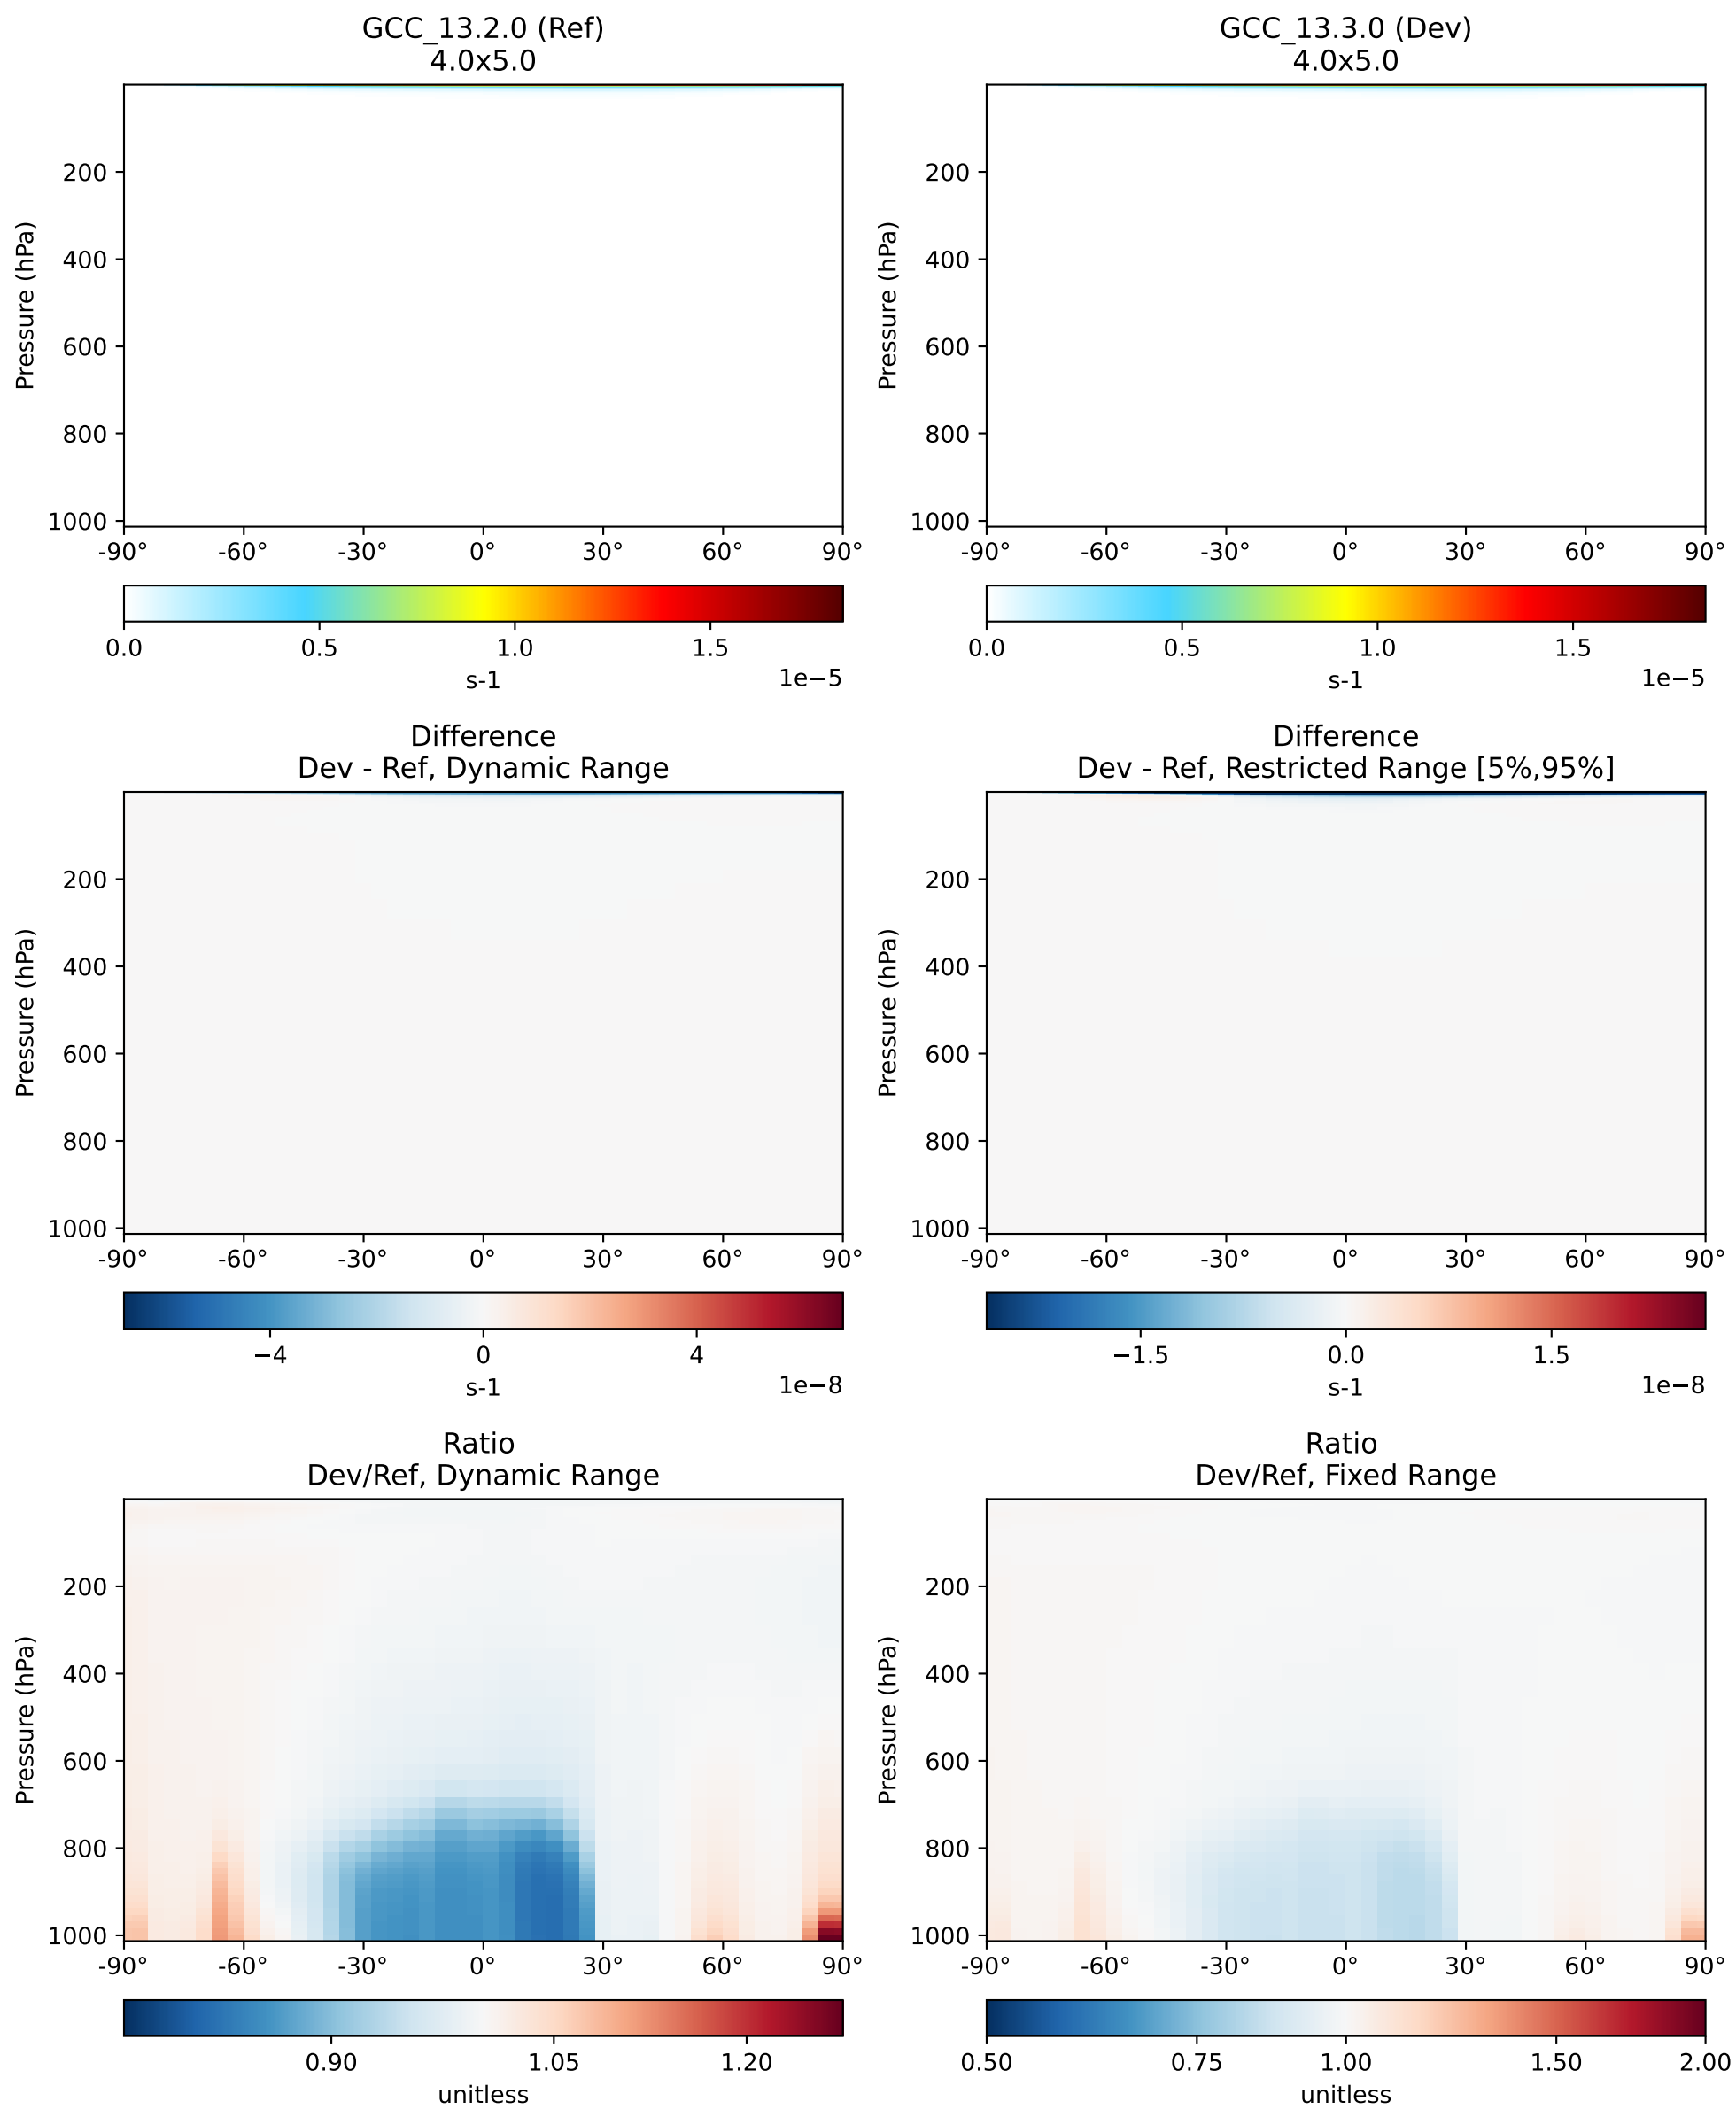 GCC_13.2.0 (Ref)
4.0x5.0
Pressure (hPa)
200
400
600
800
1000
-90° -60° -30° 0° 30° 60° 90°
0.0 0.5 1.0 1.5
s-1
1e−5
GCC_13.3.0 (Dev)
4.0x5.0
Pressure (hPa)
200
400
600
800
1000
-90° -60° -30° 0° 30° 60° 90°
0.0 0.5 1.0 1.5
s-1
1e−5
Difference
Dev - Ref, Dynamic Range
Pressure (hPa)
200
400
600
800
1000
-90° -60° -30° 0° 30° 60° 90°
−4 0 4
s-1
1e−8
Difference
Dev - Ref, Restricted Range [5%,95%]
Pressure (hPa)
200
400
600
800
1000
-90° -60° -30° 0° 30° 60° 90°
−1.5 0.0 1.5
s-1
1e−8
Ratio
Dev/Ref, Dynamic Range
Pressure (hPa)
200
400
600
800
1000
-90° -60° -30° 0° 30° 60° 90°
0.90 1.05 1.20
unitless
Ratio
Dev/Ref, Fixed Range
Pressure (hPa)
200
400
600
800
1000
-90° -60° -30° 0° 30° 60° 90°
0.50 0.75 1.00 1.50 2.00
unitless